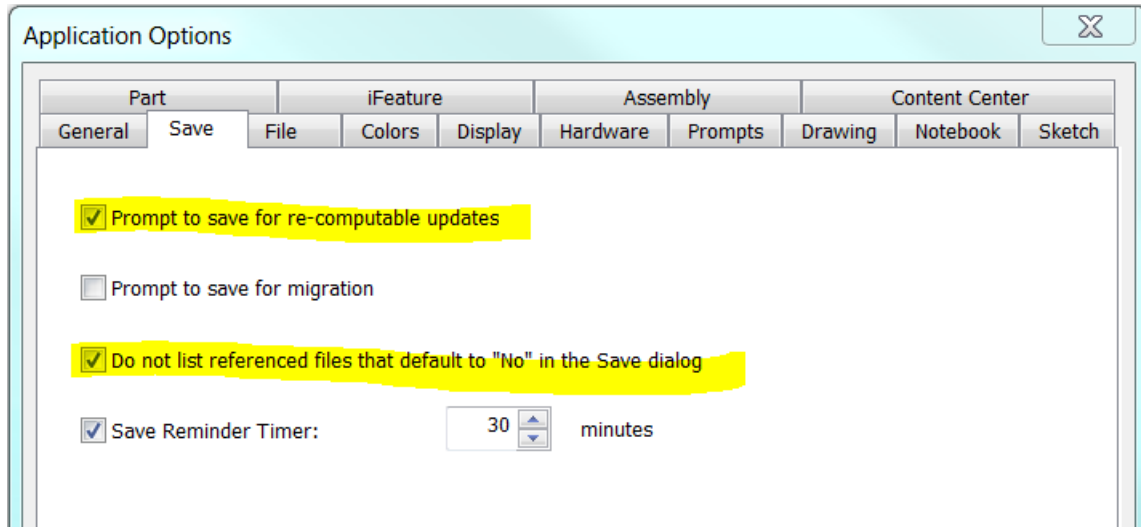 Application Options
Part iFeature Assembly Content Center
General Save File Colors Display Hardware Prompts Drawing Notebook Sketch
Prompt to save for re-computable updates
Prompt to save for migration
Do not list referenced files that default to "No" in the Save dialog
Save Reminder Timer: 30 minutes